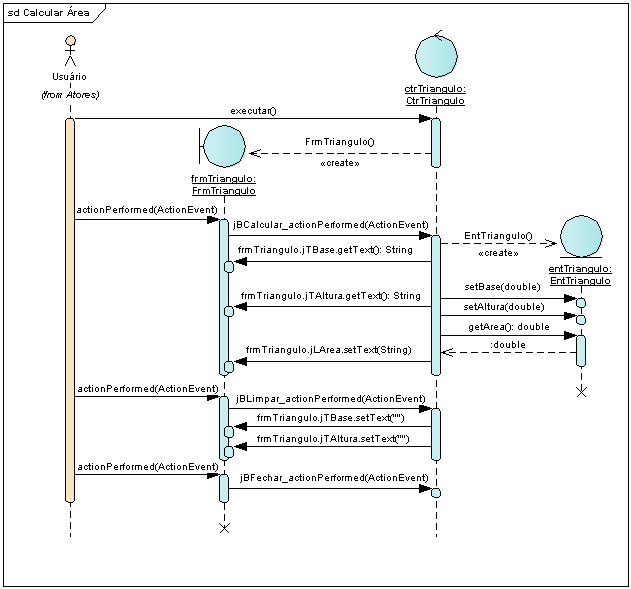 sd Calcular Área
Usuário
(from Atores)
ctrTriangulo:
CtrTriangulo
executar()
FrmTriangulo()
«create»
frmTriangulo:
FrmTriangulo
actionPerformed(ActionEvent)
jBCalcular_actionPerformed(ActionEvent)
EntTriangulo()
«create»
frmTriangulo.jTBase.getText(): String
entTriangulo:
EntTriangulo
setBase(double)
frmTriangulo.jTAltura.getText(): String
setAltura(double)
getArea(): double
:double
frmTriangulo.jLArea.setText(String)
actionPerformed(ActionEvent)
jBLimpar_actionPerformed(ActionEvent)
frmTriangulo.jTBase.setText("")
frmTriangulo.jTAltura.setText("")
actionPerformed(ActionEvent)
jBFechar_actionPerformed(ActionEvent)